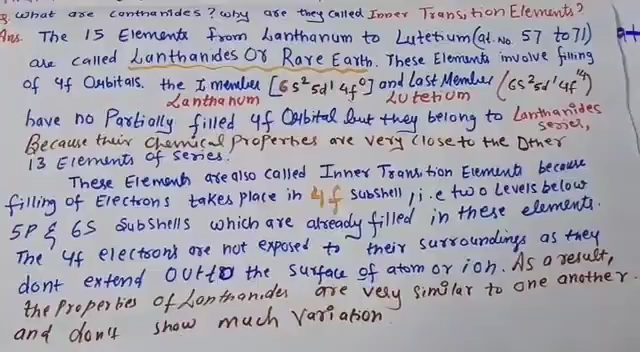 Q. What are Lanthanides? why are they called Inner Transition Elements?
Ans. The 15 Elements from Lanthanum to Lutetium (at. No. 57 to 71)
are called Lanthanides Or Rare Earth. These Elements involve filling
of 4f Orbitals. the I member [6s² 5d¹ 4f⁰] and Last Member (6s² 5d¹ 4f¹⁴)
Lanthanum Lutetium
have no Partially filled 4f Orbital but they belong to Lanthanides
series,
Because their Chemical Properties are very close to the Other
13 Elements of series.
These Elements are also called Inner Transition Elements because
filling of Electrons takes place in 4f subshell, i.e two Levels below
5P & 6S Subshells which are already filled in these elements.
The 4f electrons are not exposed to their surroundings as they
dont extend out to the surface of atom or ion. As a result,
the Properties of Lanthanides are very similar to one another.
and don't show much Variation.